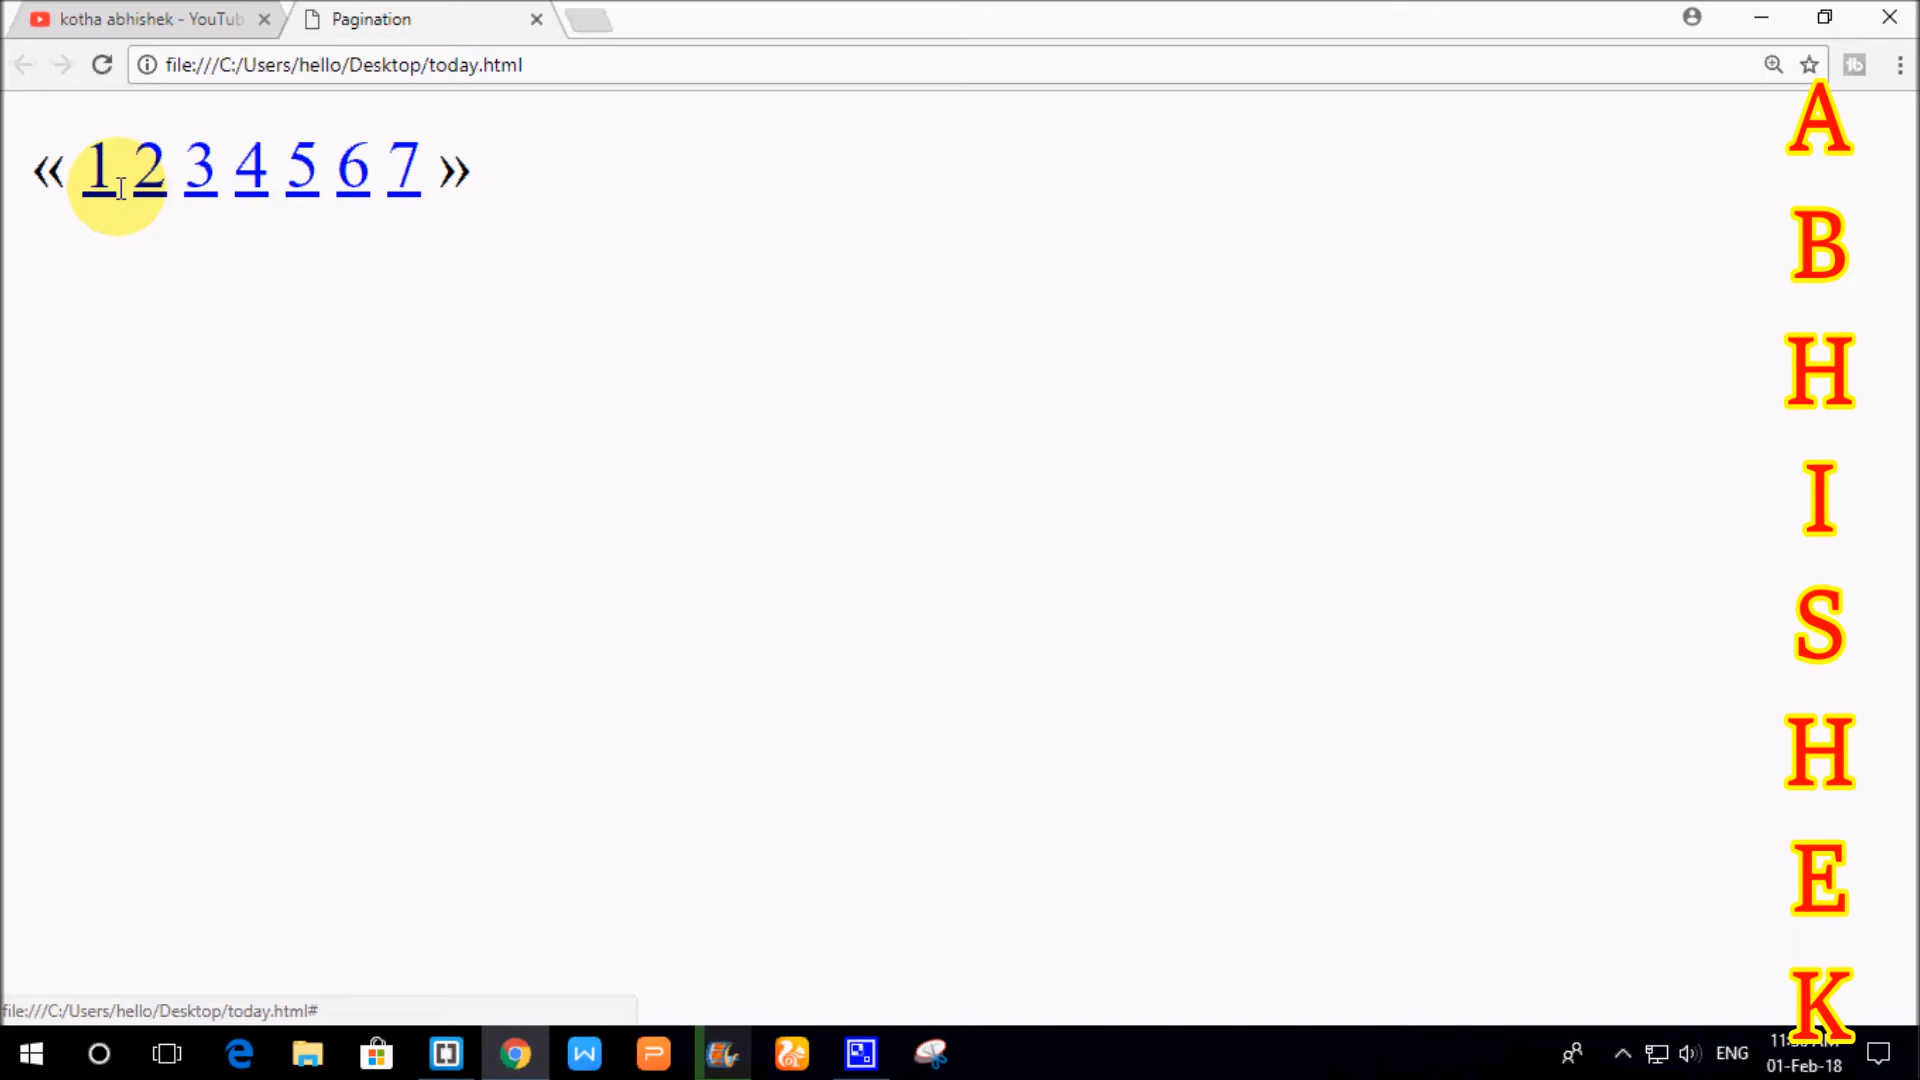 kotha abhishek - YouTub
Pagination
file:///C:/Users/hello/Desktop/today.html
« 1 2 3 4 5 6 7 »
A
B
H
I
S
H
E
K
file:///C:/Users/hello/Desktop/today.html#
ENG
01-Feb-18